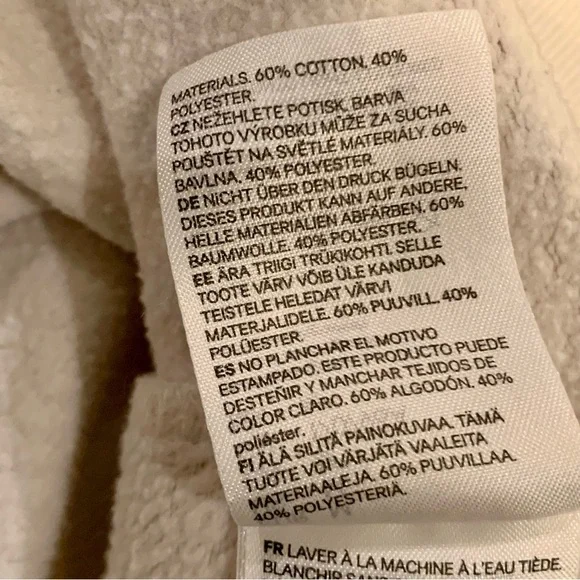 MATERIALS. 60% COTTON. 40%
POLYESTER.
CZ NEŽEHLETE POTISK. BARVA
TOHOTO VÝROBKU MŮŽE ZA SUCHA
POUŠTĚT NA SVĚTLÉ MATERIÁLY. 60%
BAVLNA. 40% POLYESTER.
DE NICHT ÜBER DEN DRUCK BÜGELN.
DIESES PRODUKT KANN AUF ANDERE,
HELLE MATERIALIEN ABFÄRBEN. 60%
BAUMWOLLE. 40% POLYESTER.
EE ÄRA TRIIGI TRÜKIKOHTI. SELLE
TOOTE VÄRV VÕIB ÜLE KANDUDA
TEISTELE HELEDAT VÄRVI
MATERJALIDELE. 60% PUUVILL. 40%
POLÜESTER.
ES NO PLANCHAR EL MOTIVO
ESTAMPADO. ESTE PRODUCTO PUEDE
DESTEÑIR Y MANCHAR TEJIDOS DE
COLOR CLARO. 60% ALGODÓN. 40%
poliéster.
FI ÄLÄ SILITÄ PAINOKUVAA. TÄMÄ
TUOTE VOI VÄRJÄTÄ VAALEITA
MATERIAALEJA. 60% PUUVILLAA.
40% POLYESTERIÄ.
FR LAVER À LA MACHINE À L'EAU TIÈDE.
BLANCHIR